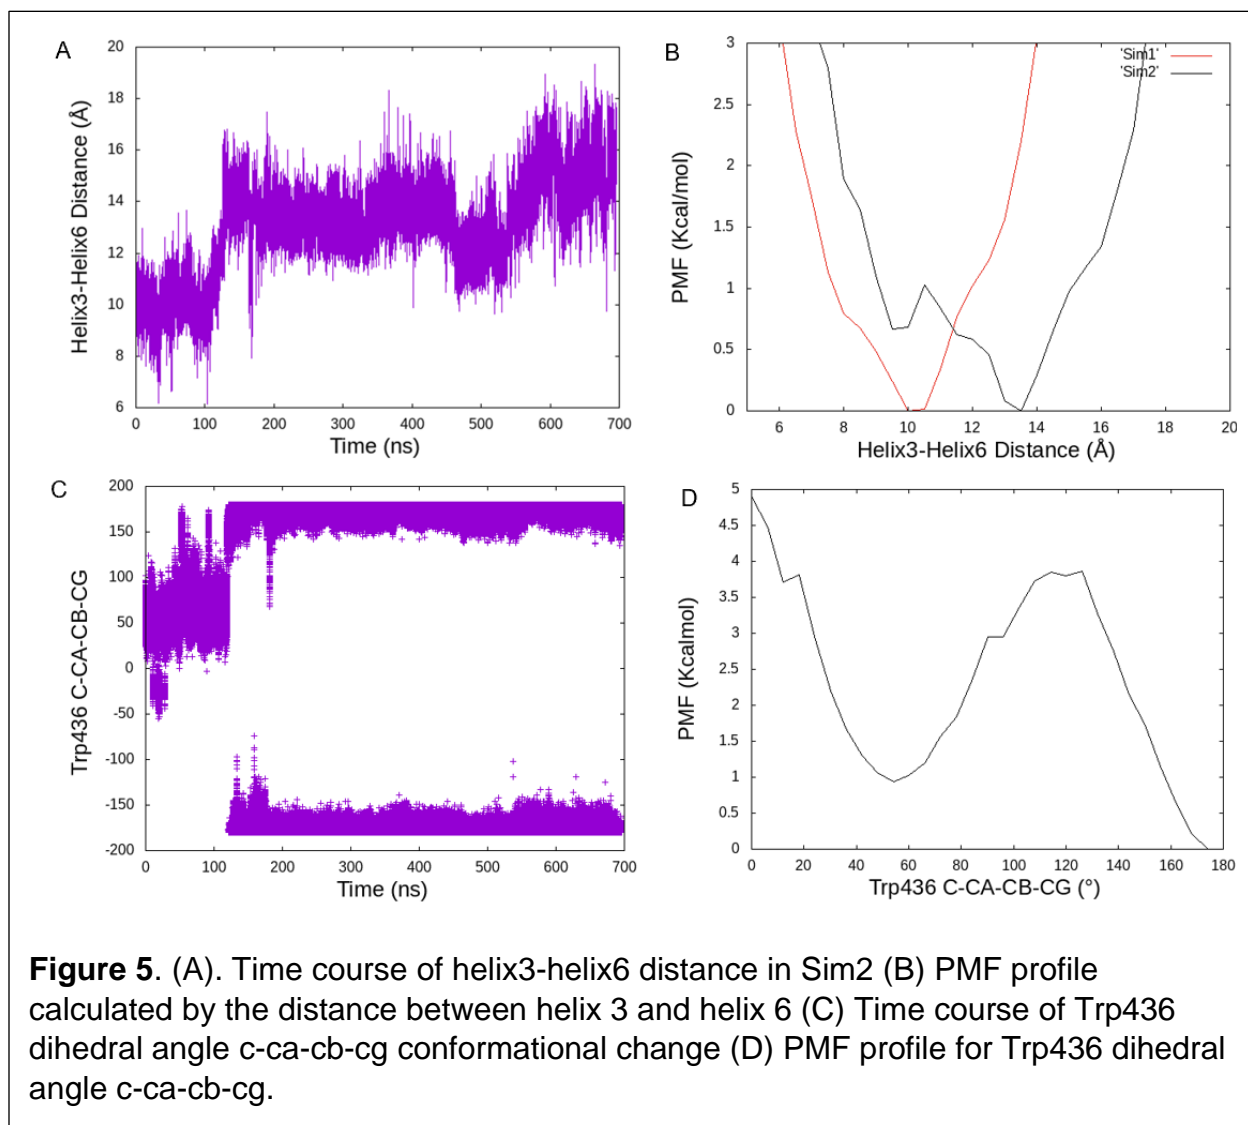 A
20
18
16
14
12
10
8
6
Helix3-Helix6 Distance (Å)
0 100 200 300 400 500 600 700
Time (ns)
B
'Sim1'
'Sim2'
3
2.5
2
1.5
1
0.5
0
PMF (Kcal/mol)
6 8 10 12 14 16 18 20
Helix3-Helix6 Distance (Å)
C
200
150
100
50
0
-50
-100
-150
-200
Trp436 C-CA-CB-CG
0 100 200 300 400 500 600 700
Time (ns)
D
5
4.5
4
3.5
3
2.5
2
1.5
1
0.5
0
PMF (Kcalmol)
0 20 40 60 80 100 120 140 160 180
Trp436 C-CA-CB-CG (°)
Figure 5. (A). Time course of helix3-helix6 distance in Sim2 (B) PMF profile
calculated by the distance between helix 3 and helix 6 (C) Time course of Trp436
dihedral angle c-ca-cb-cg conformational change (D) PMF profile for Trp436 dihedral
angle c-ca-cb-cg.